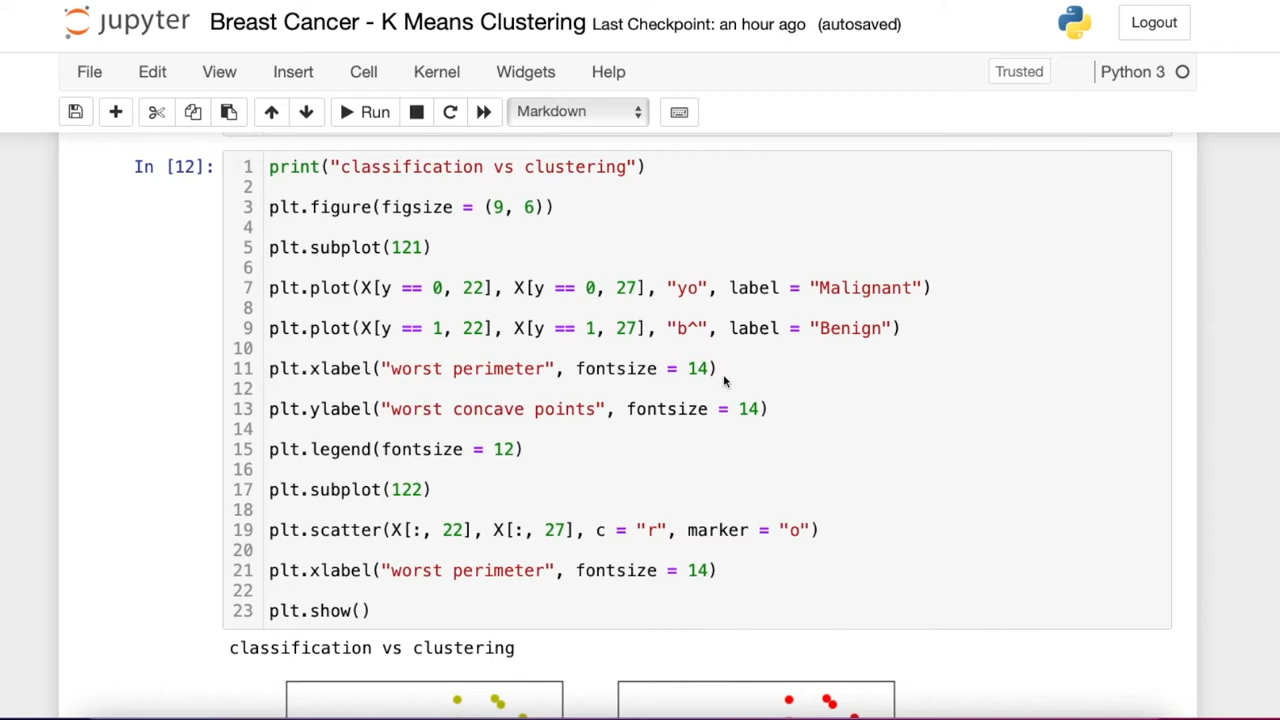 jupyter Breast Cancer - K Means Clustering Last Checkpoint: an hour ago (autosaved) Logout
File Edit View Insert Cell Kernel Widgets Help Trusted Python 3
Run Markdown
In [12]: 1 print("classification vs clustering")
2
3 plt.figure(figsize = (9, 6))
4
5 plt.subplot(121)
6
7 plt.plot(X[y == 0, 22], X[y == 0, 27], "yo", label = "Malignant")
8
9 plt.plot(X[y == 1, 22], X[y == 1, 27], "b^", label = "Benign")
10
11 plt.xlabel("worst perimeter", fontsize = 14)
12
13 plt.ylabel("worst concave points", fontsize = 14)
14
15 plt.legend(fontsize = 12)
16
17 plt.subplot(122)
18
19 plt.scatter(X[:, 22], X[:, 27], c = "r", marker = "o")
20
21 plt.xlabel("worst perimeter", fontsize = 14)
22
23 plt.show()
classification vs clustering